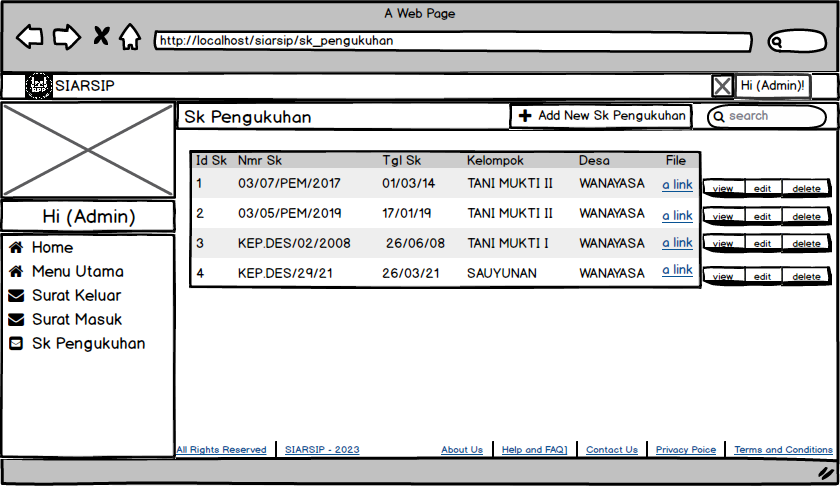 A Web Page
http://localhost/siarsip/sk_pengukuhan
SIARSIP
Hi (Admin)!
Sk Pengukuhan
Add New Sk Pengukuhan
search
Hi (Admin)
Home
Menu Utama
Surat Keluar
Surat Masuk
Sk Pengukuhan
Id Sk Nmr Sk Tgl Sk Kelompok Desa File
1 03/07/PEM/2017 01/03/14 TANI MUKTI II WANAYASA a link view edit delete
2 03/05/PEM/2019 17/01/19 TANI MUKTI II WANAYASA a link view edit delete
3 KEP.DES/02/2008 26/06/08 TANI MUKTI I WANAYASA a link view edit delete
4 KEP.DES/29/21 26/03/21 SAUYUNAN WANAYASA a link view edit delete
All Rights Reserved SIARSIP - 2023 About Us Help and FAQ] Contact Us Privacy Poice Terms and Conditions